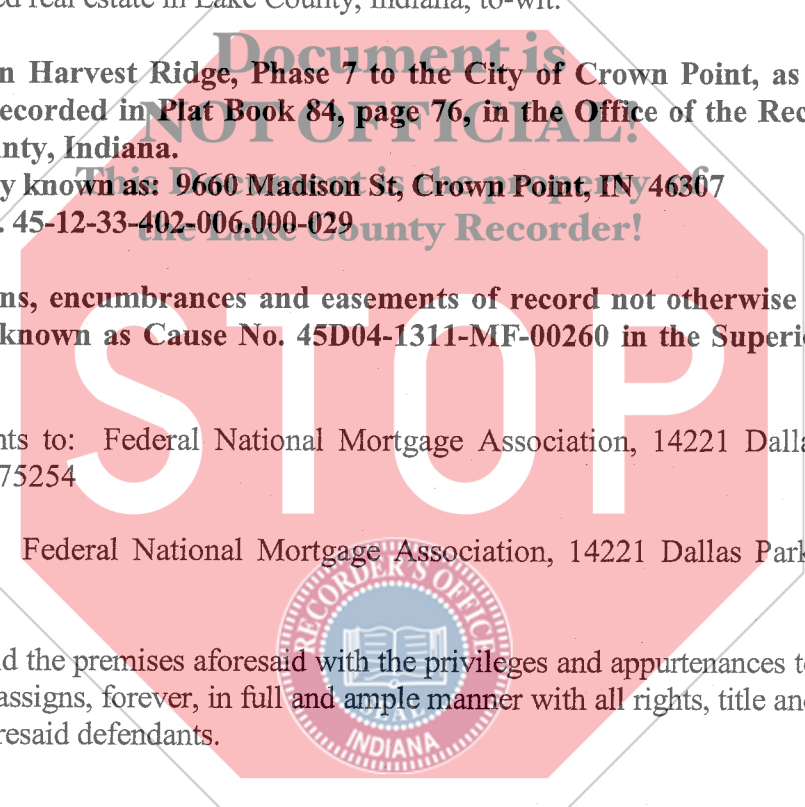 ed real estate in Lake County, Indiana, to-wit:
Document is
n Harvest Ridge, Phase 7 to the City of Crown Point, as
NOT OFFICIAL!
ecorded in Plat Book 84, page 76, in the Office of the Rec
nty, Indiana.
This Document is the property of
y known as: 9660 Madison St, Crown Point, IN 46307
. 45-12-33-402-006.000-029
the Lake County Recorder!
ns, encumbrances and easements of record not otherwise
known as Cause No. 45D04-1311-MF-00260 in the Superio
STOP
nts to: Federal National Mortgage Association, 14221 Dalla
75254
Federal National Mortgage Association, 14221 Dallas Park
RECORDER'S OFFIC
d the premises aforesaid with the privileges and appurtenances t
assigns, forever, in full and ample manner with all rights, title an
SEAL
resaid defendants.
INDIANA